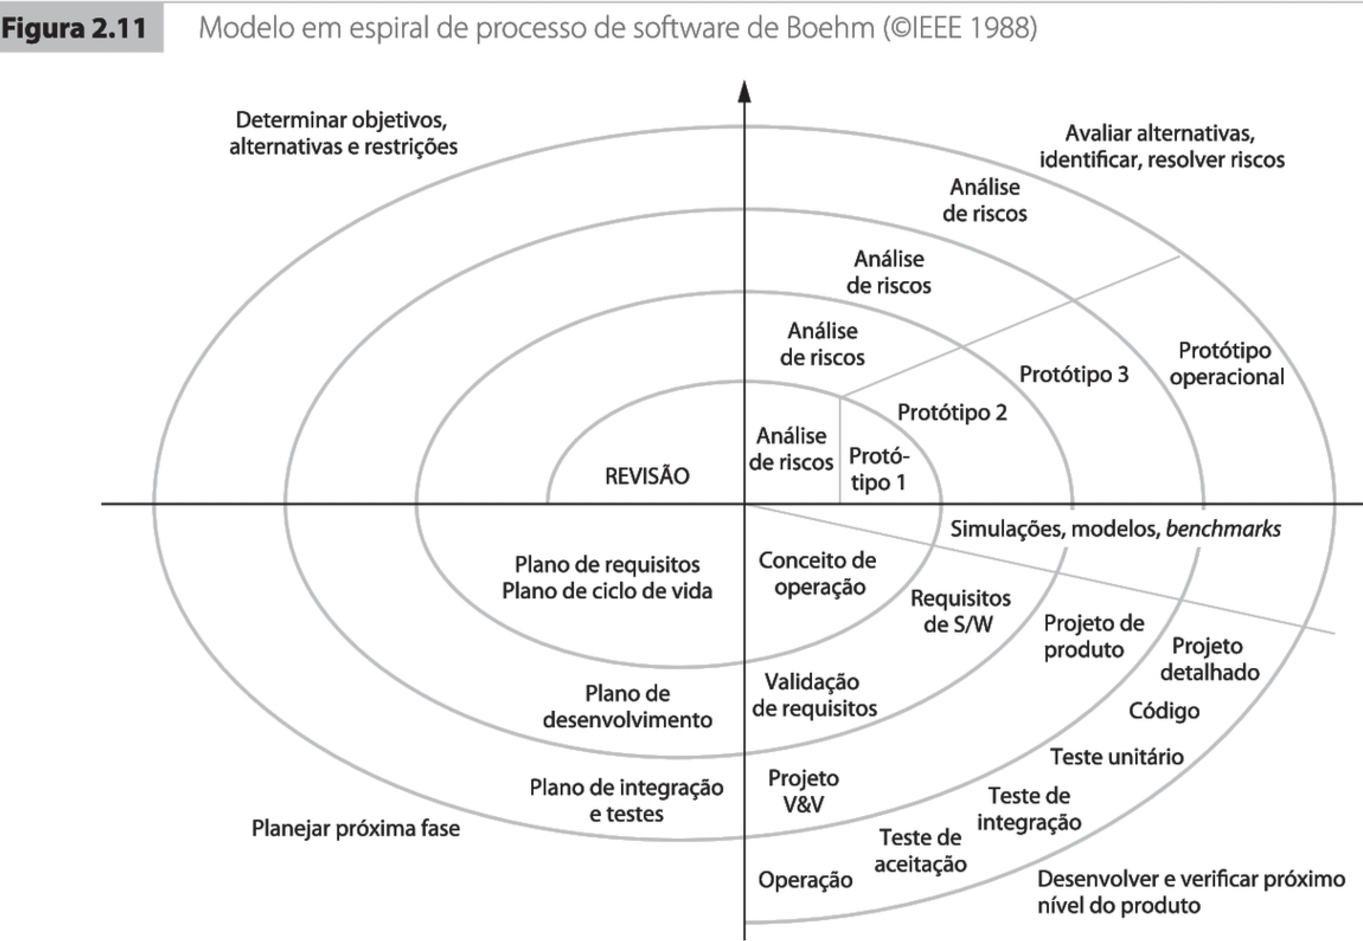 Figura 2.11 Modelo em espiral de processo de software de Boehm (©IEEE 1988)
Determinar objetivos,
alternativas e restrições
Avaliar alternativas,
identificar, resolver riscos
Análise
de riscos
Análise
de riscos
Análise
de riscos
Protótipo
operacional
Protótipo 3
Protótipo 2
Análise
de riscos
Protó-
tipo 1
REVISÃO
Simulações, modelos, benchmarks
Plano de requisitos
Plano de ciclo de vida
Conceito de
operação
Requisitos
de S/W
Projeto de
produto
Projeto
detalhado
Plano de
desenvolvimento
Validação
de requisitos
Código
Teste unitário
Plano de integração
e testes
Projeto
V&V
Teste de
integração
Planejar próxima fase
Teste de
aceitação
Operação
Desenvolver e verificar próximo
nível do produto